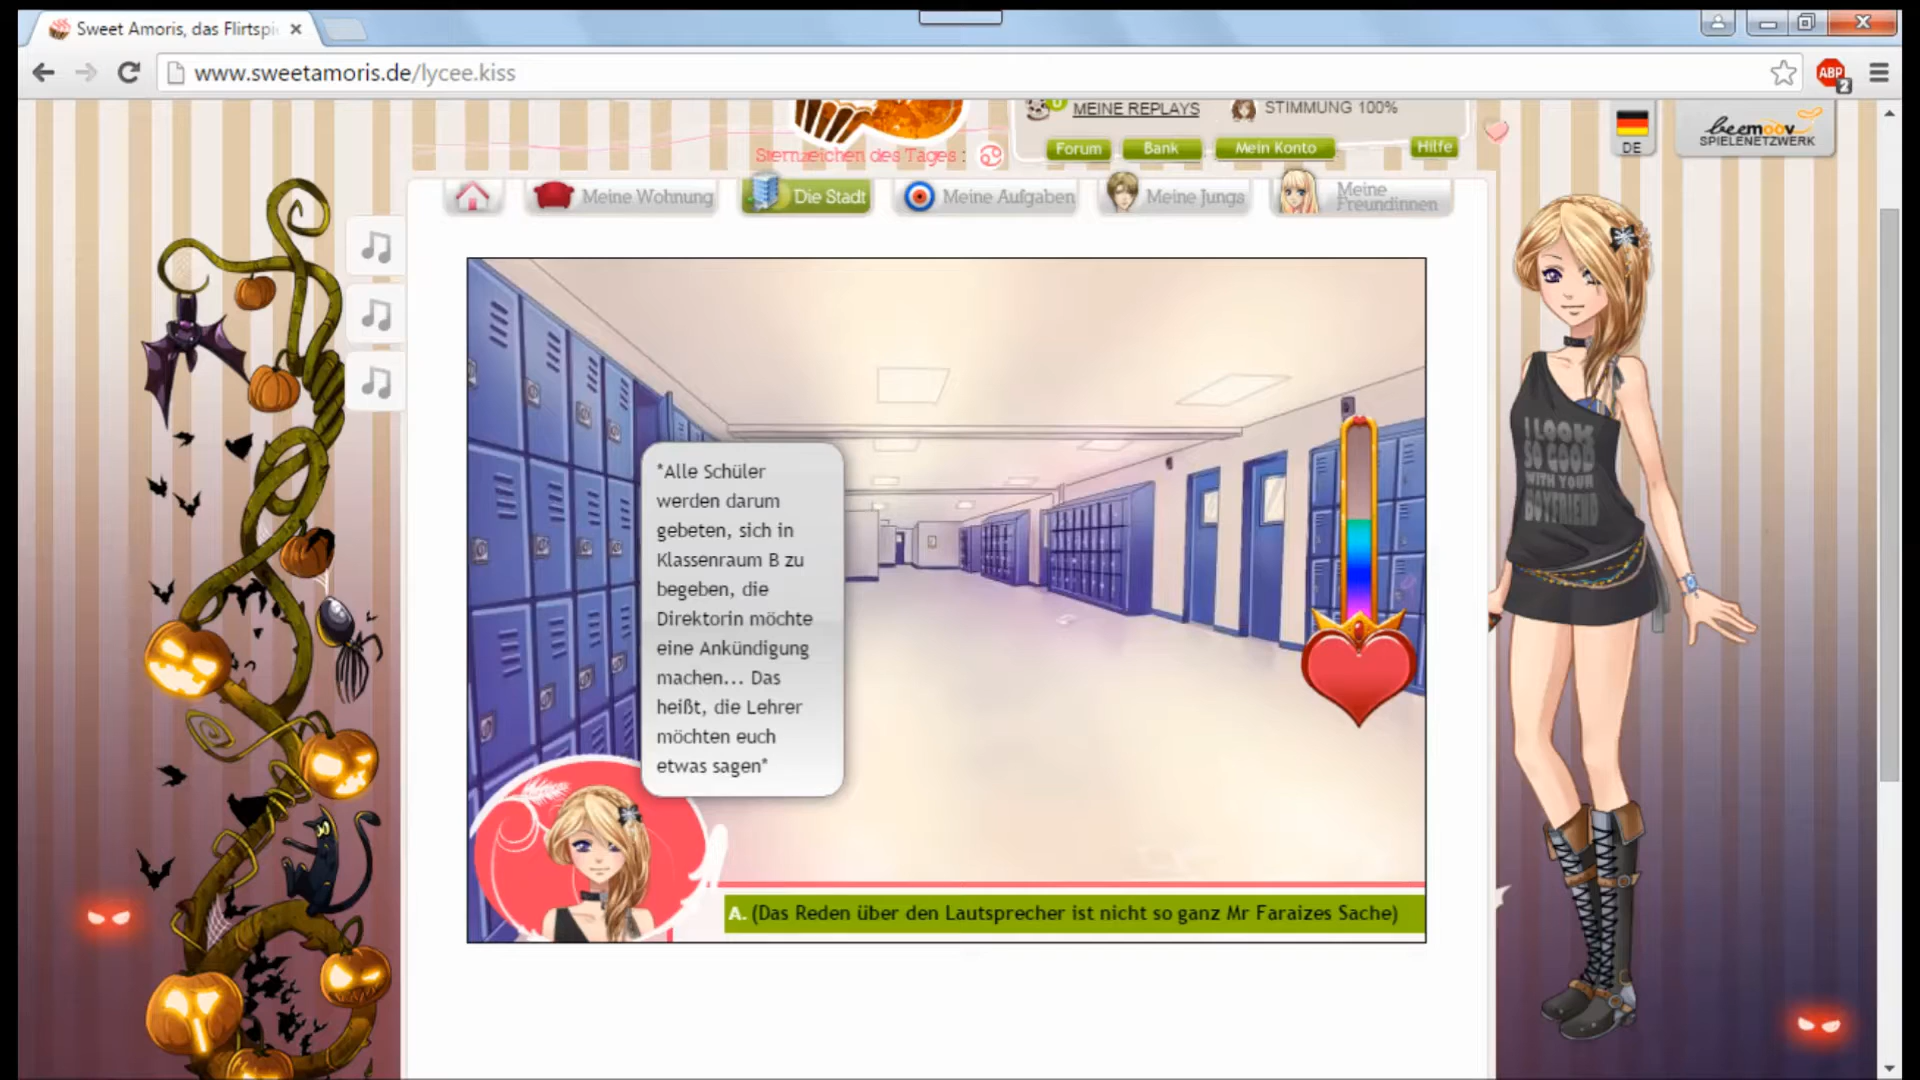 Sweet Amoris, das Flirtspi
www.sweetamoris.de/lycee.kiss
ABP
2
0
MEINE REPLAYS
STIMMUNG 100%
Sternzeichen des Tages :
Forum
Bank
Mein Konto
Hilfe
DE
beemoov
SPIELENETZWERK
Meine Wohnung
Die Stadt
Meine Aufgaben
Meine Jungs
Meine
Freundinnen
*Alle Schüler
werden darum
gebeten, sich in
Klassenraum B zu
begeben, die
Direktorin möchte
eine Ankündigung
machen... Das
heißt, die Lehrer
möchten euch
etwas sagen*
A. (Das Reden über den Lautsprecher ist nicht so ganz Mr Faraizes Sache)
I LOOK
SO GOOD
WITH YOUR
BOYFRIEND